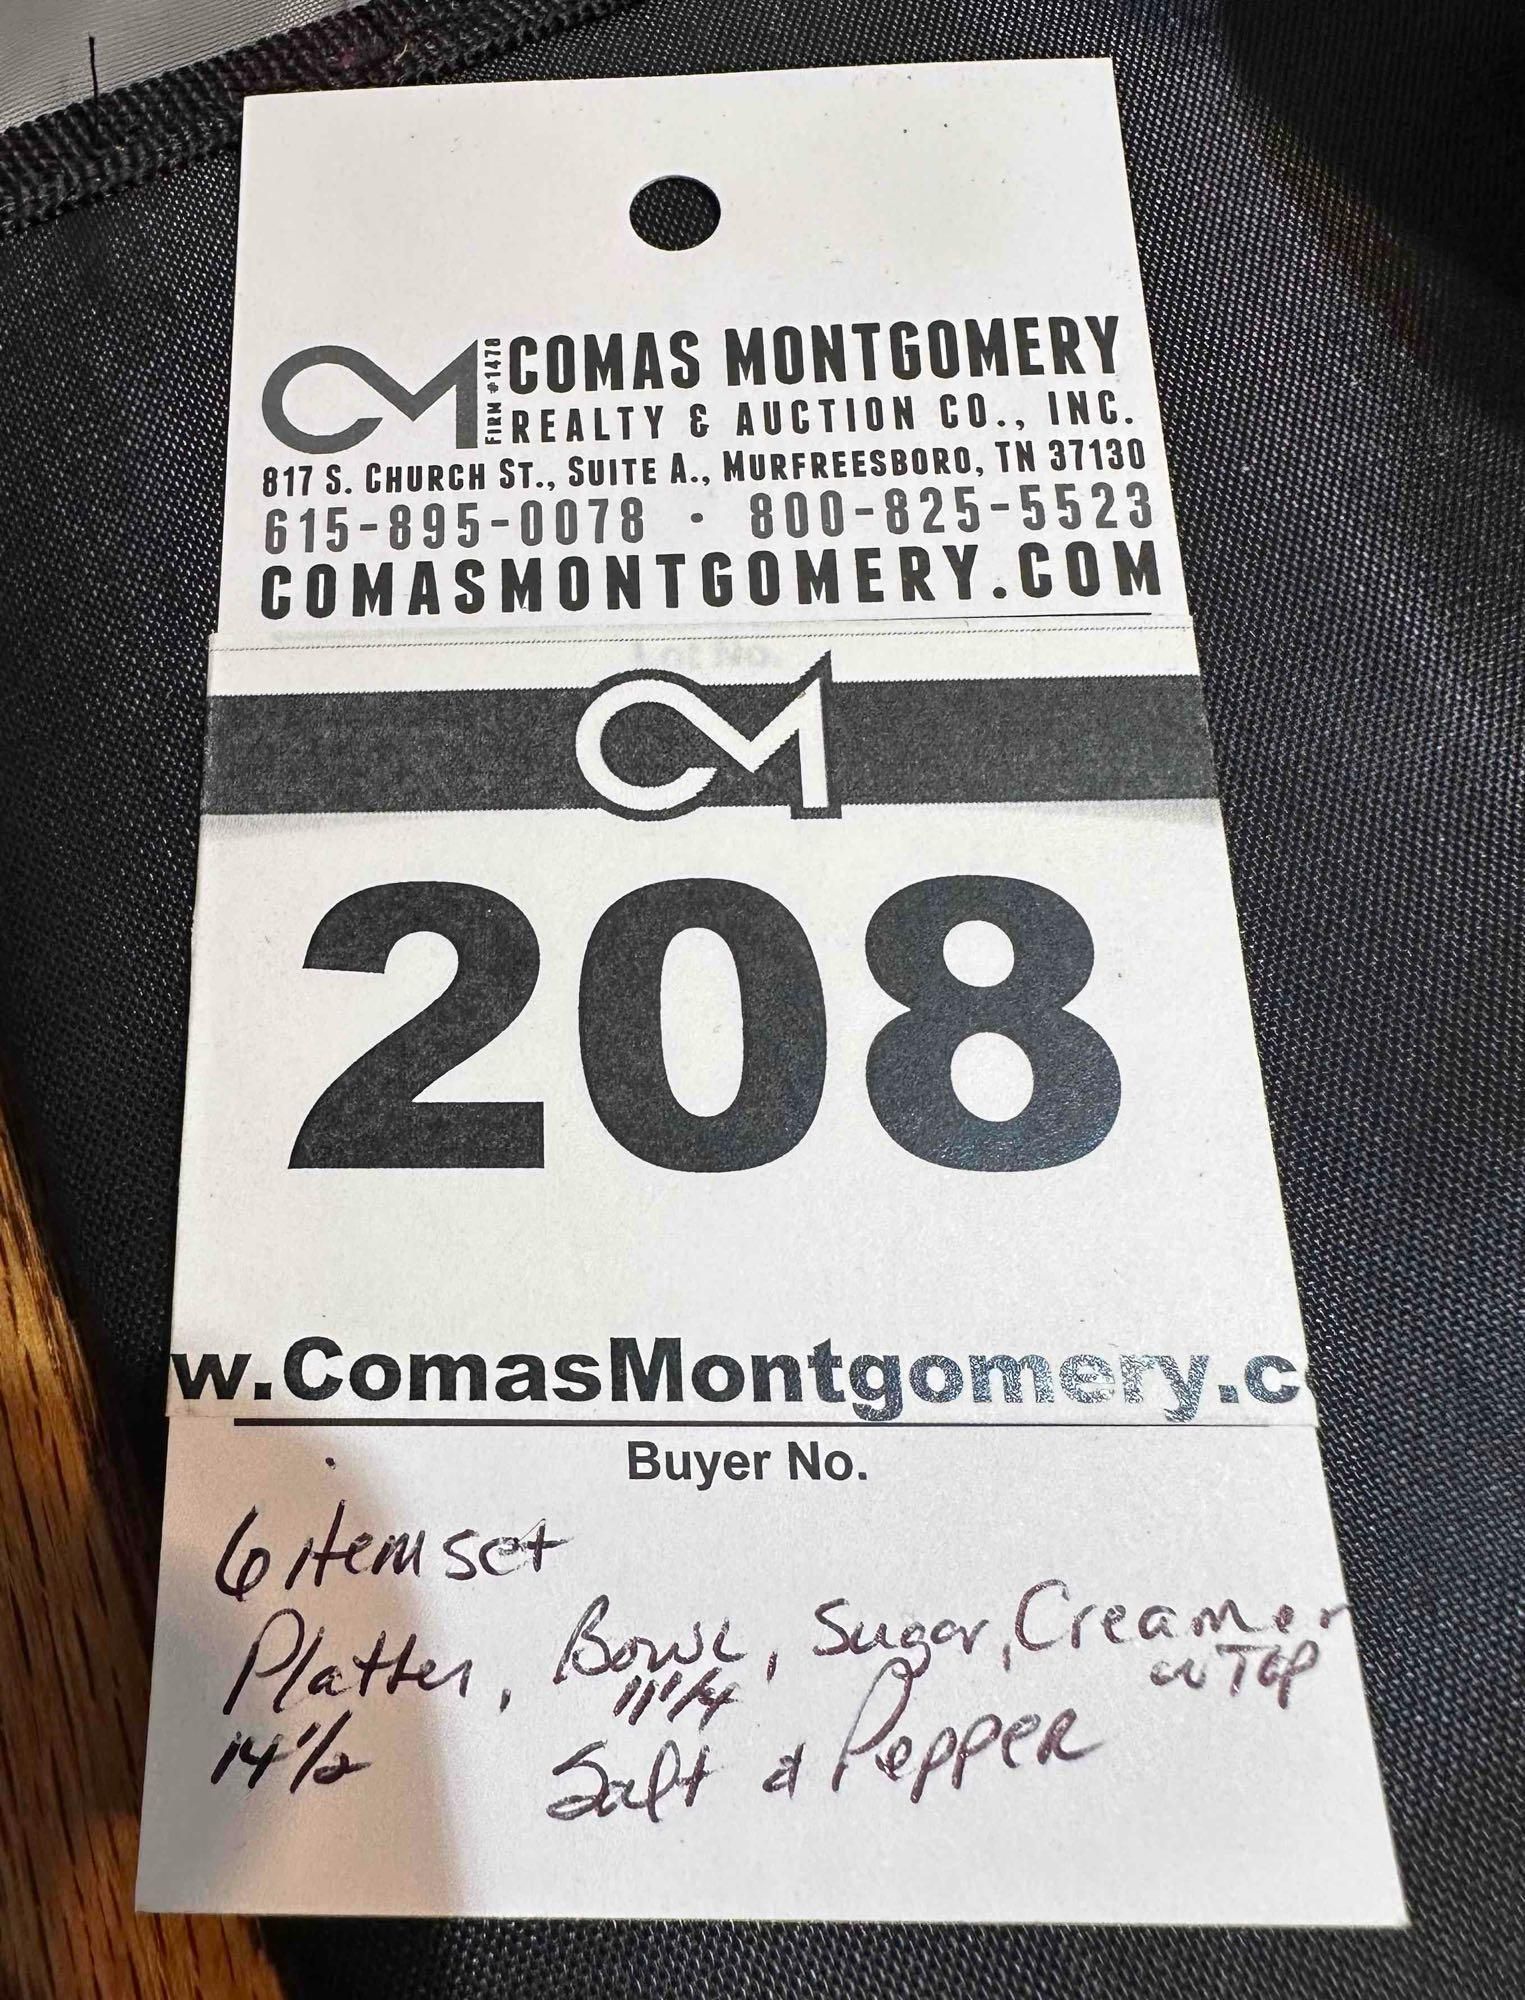 CM FIRM #1478 COMAS MONTGOMERY
REALTY & AUCTION CO., INC.
817 S. CHURCH ST., SUITE A., MURFREESBORO, TN 37130
615-895-0078 · 800-825-5523
COMASMONTGOMERY.COM
Lot No.
CM
208
w.ComasMontgomery.c
Buyer No.
6 item set
Platter, Bowl, Sugar, Creamer
14 1/2 11 1/4 w Top
Salt & Pepper